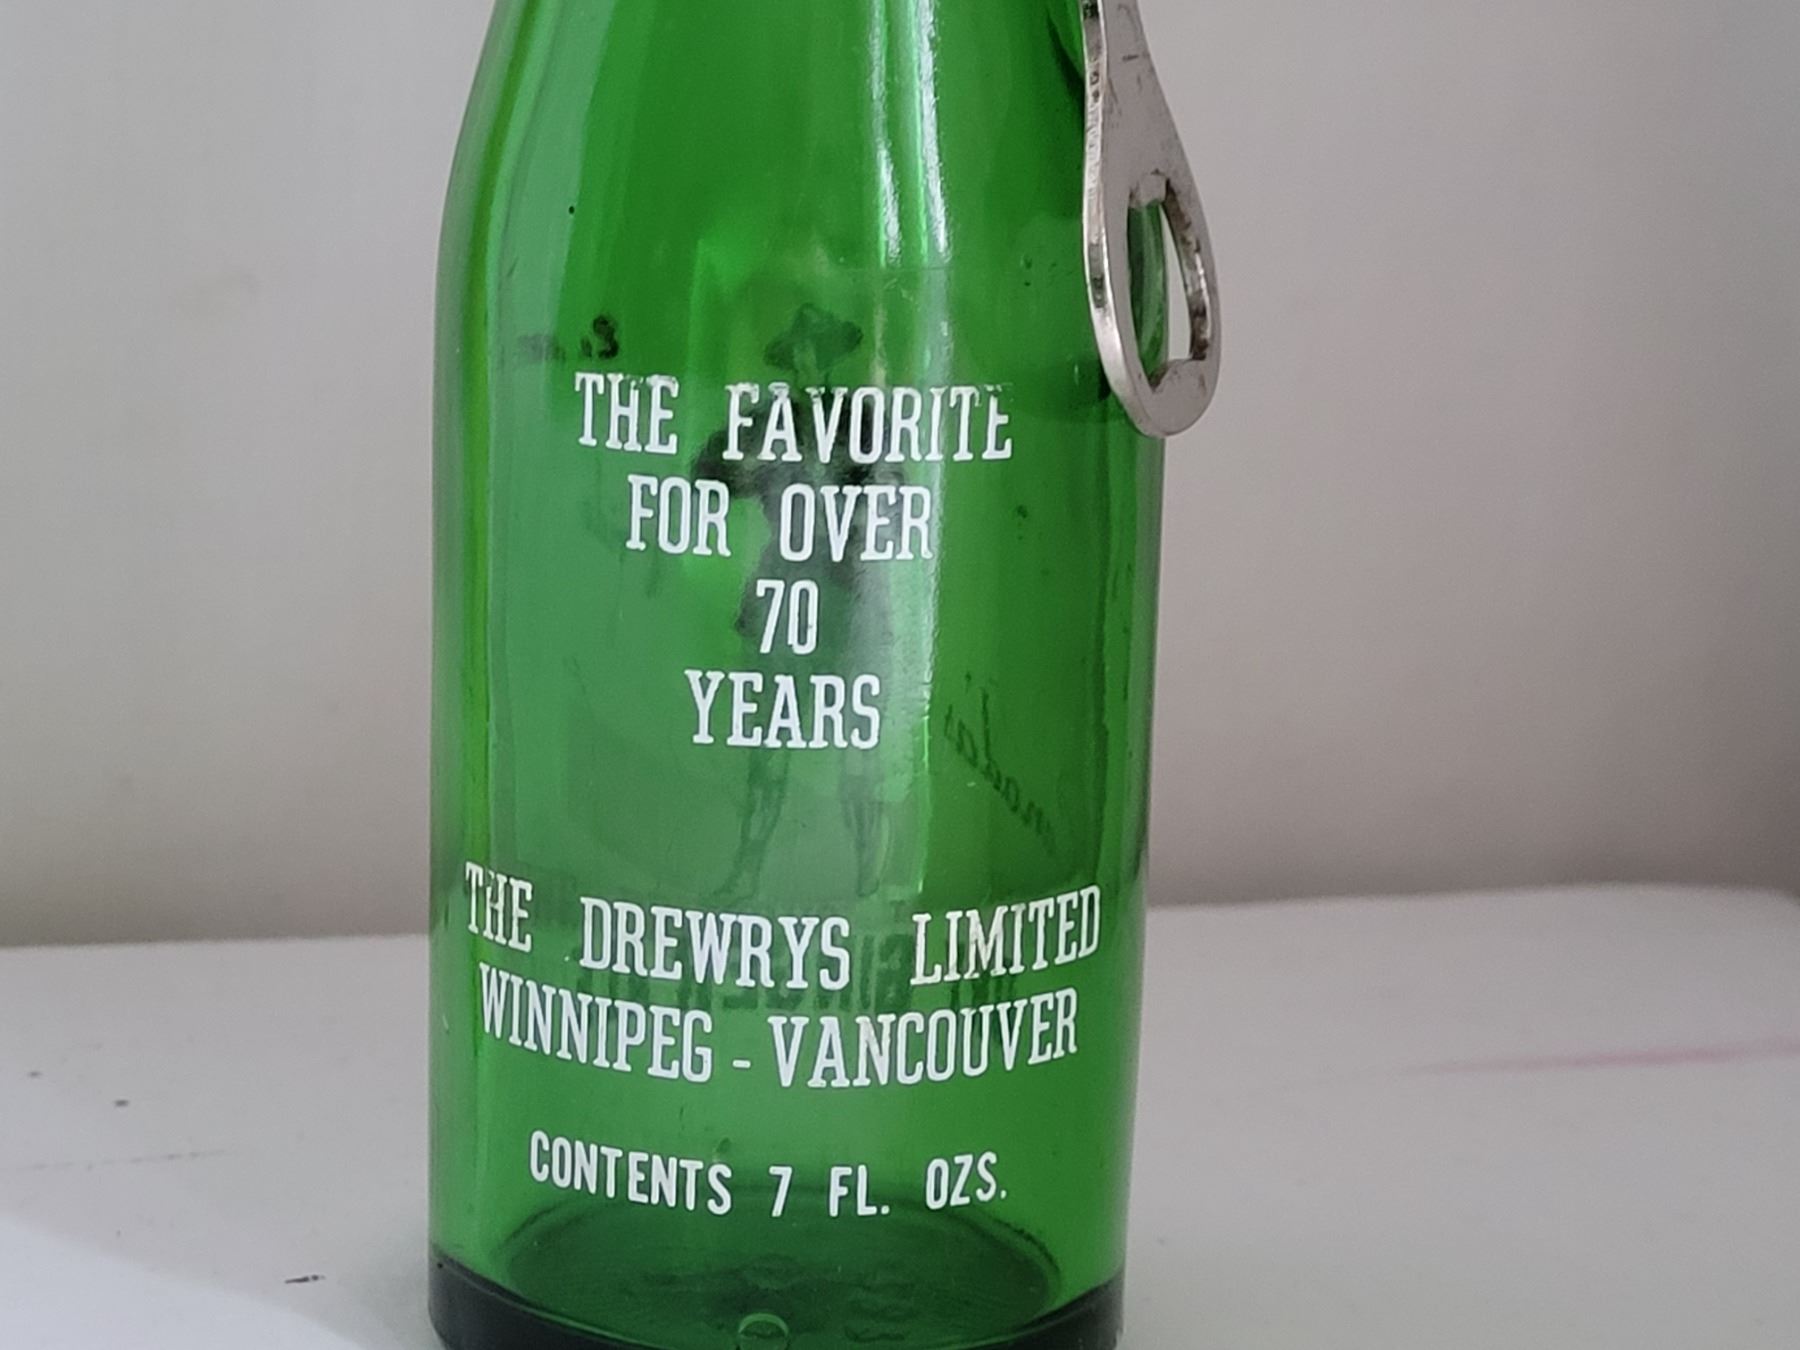 THE FAVORITE
FOR OVER
70
YEARS
THE DREWRYS LIMITED
WINNIPEG - VANCOUVER
CONTENTS 7 FL. OZS.